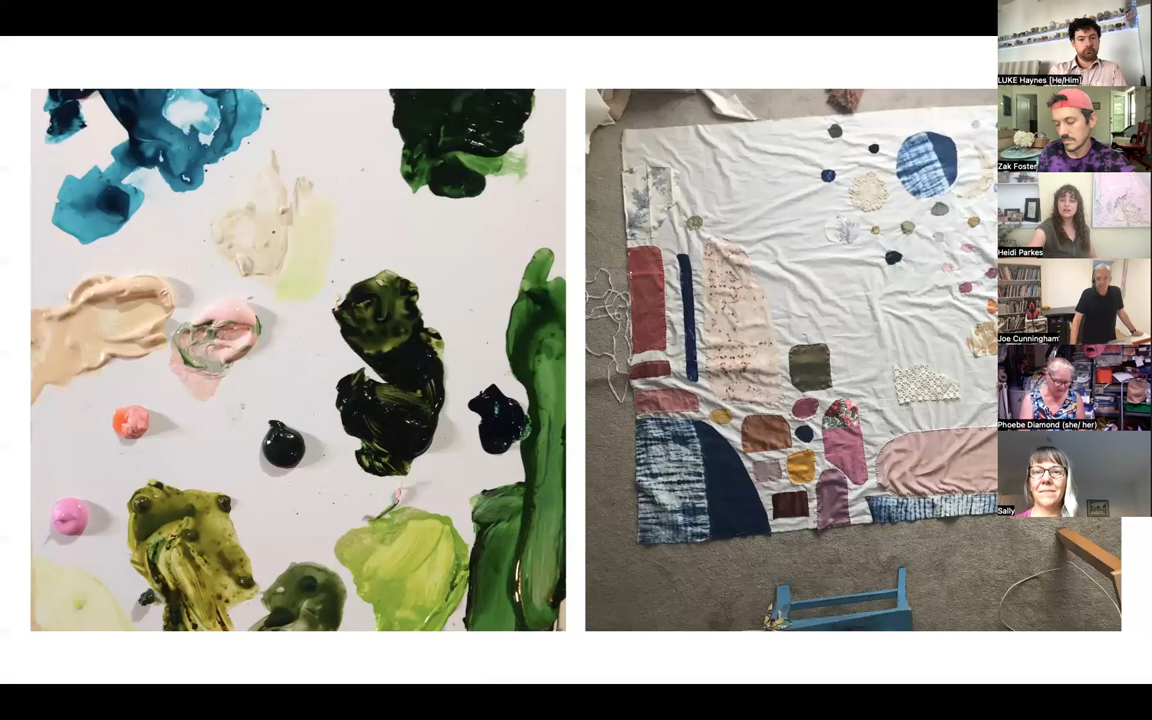 LUKE Haynes [He/Him]
Zak Foster
Heidi Parkes
Joe Cunningham
Phoebe Diamond (she/ her)
Sally